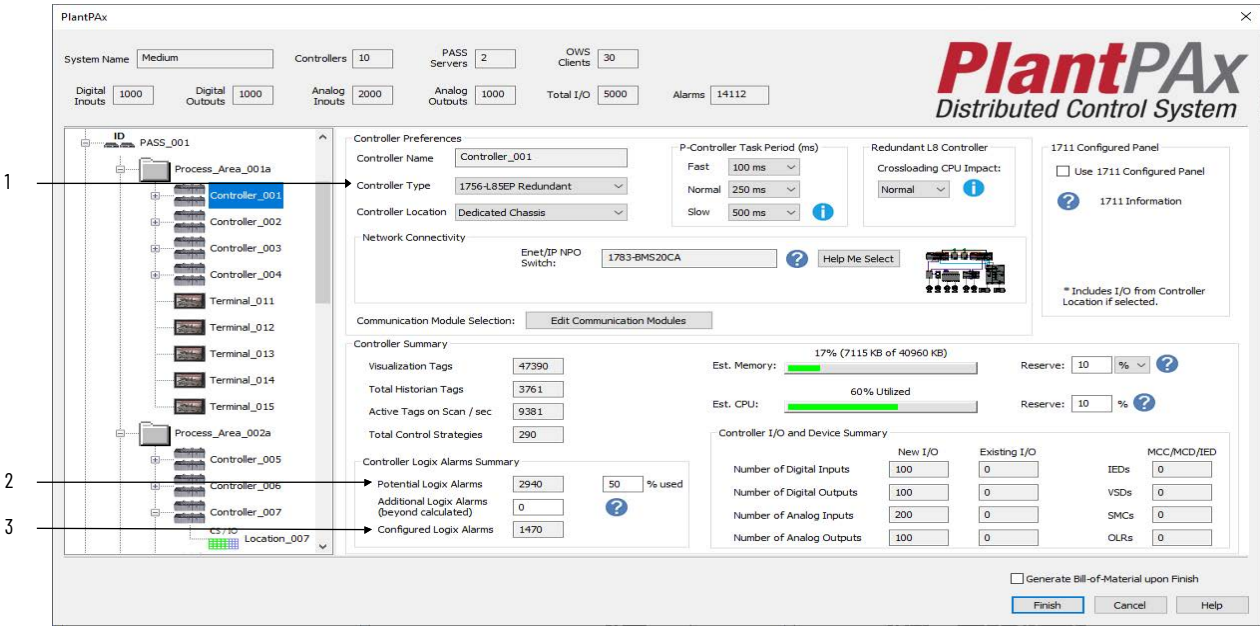 PlantPAx
System Name Medium Controllers 10 PASS Servers 2 OWS Clients 30
Digital Inputs 1000 Digital Outputs 1000 Analog Inputs 2000 Analog Outputs 1000 Total I/O 5000 Alarms 14112
PlantPAx
Distributed Control System
ID PASS_001
Process_Area_001a
Controller_001
Controller_002
Controller_003
Controller_004
Terminal_011
Terminal_012
Terminal_013
Terminal_014
Terminal_015
Process_Area_002a
Controller_005
Controller_006
Controller_007
CS / IO
Location_007
1
2
3
Controller Preferences
Controller Name Controller_001
Controller Type 1756-L85EP Redundant
Controller Location Dedicated Chassis
P-Controller Task Period (ms)
Fast 100 ms
Normal 250 ms
Slow 500 ms
Redundant L8 Controller
Crossloading CPU Impact:
Normal
1711 Configured Panel
Use 1711 Configured Panel
1711 Information
* Includes I/O from Controller
Location if selected.
Network Connectivity
Enet/IP NPO
Switch: 1783-BMS20CA Help Me Select
Communication Module Selection: Edit Communication Modules
Controller Summary
Visualization Tags 47390
Total Historian Tags 3761
Active Tags on Scan / sec 9381
Total Control Strategies 290
17% (7115 KB of 40960 KB)
Est. Memory: Reserve: 10 %
60% Utilized
Est. CPU: Reserve: 10 %
Controller Logix Alarms Summary
Potential Logix Alarms 2940 50 % used
Additional Logix Alarms
(beyond calculated) 0
Configured Logix Alarms 1470
Controller I/O and Device Summary
New I/O Existing I/O MCC/MCD/IED
Number of Digital Inputs 100 0 IEDs 0
Number of Digital Outputs 100 0 VSDs 0
Number of Analog Inputs 200 0 SMCs 0
Number of Analog Outputs 100 0 OLRs 0
Generate Bill-of-Material upon Finish
Finish Cancel Help